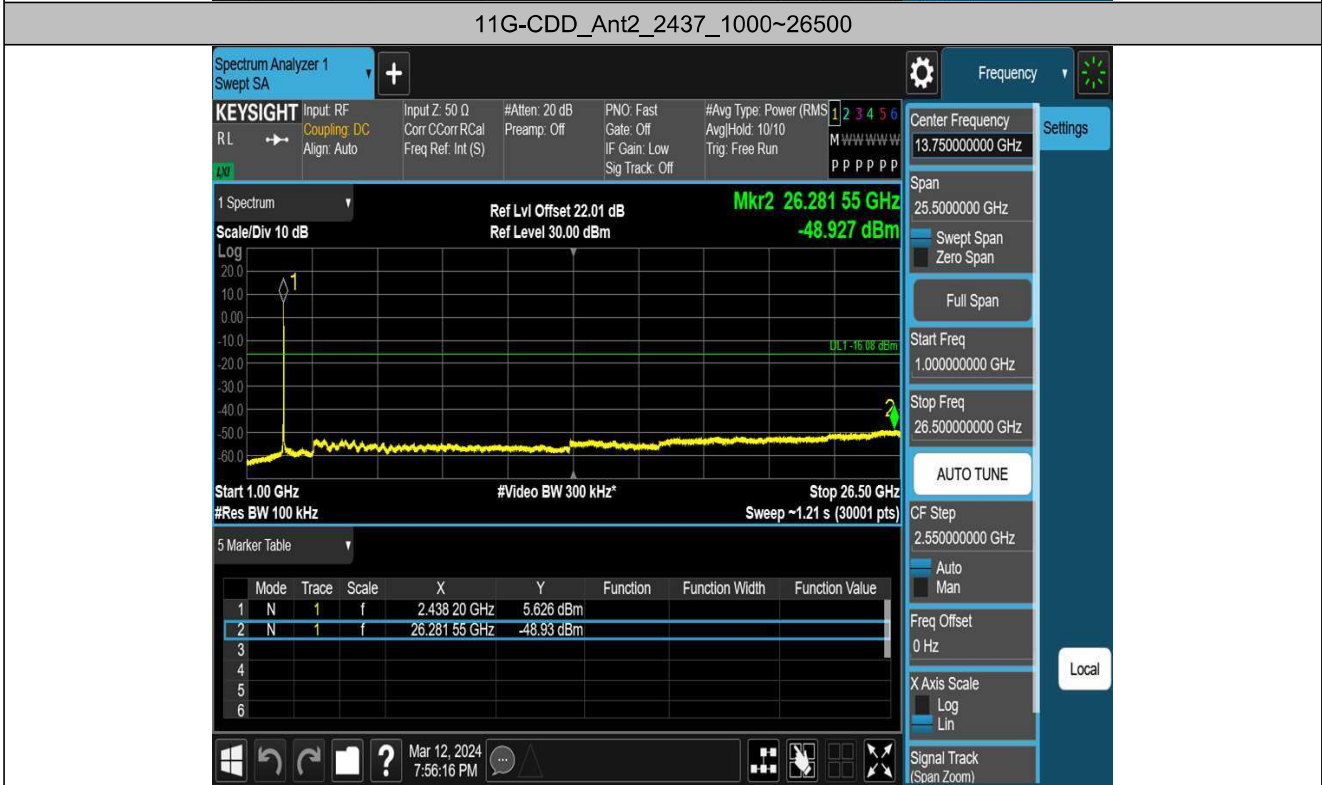 11G-CDD_Ant2_2437_1000~26500
Spectrum Analyzer 1
Swept SA
+
Frequency
KEYSIGHT
RL
LXI
Input: RF
Coupling: DC
Align: Auto
Input Z: 50 Ω
Corr CCorr RCal
Freq Ref: Int (S)
#Atten: 20 dB
Preamp: Off
PNO: Fast
Gate: Off
IF Gain: Low
Sig Track: Off
#Avg Type: Power (RMS
Avg|Hold: 10/10
Trig: Free Run
1 2 3 4 5 6
M W W W W W
P P P P P P
1 Spectrum
Scale/Div 10 dB
Ref Lvl Offset 22.01 dB
Ref Level 30.00 dBm
Mkr2 26.281 55 GHz
-48.927 dBm
Log
20.0
10.0
0.00
-10.0
-20.0
-30.0
-40.0
-50.0
-60.0
1
DL1 -16.08 dBm
2
Start 1.00 GHz
#Video BW 300 kHz*
Stop 26.50 GHz
#Res BW 100 kHz
Sweep ~1.21 s (30001 pts)
5 Marker Table
Mode Trace Scale X Y Function Function Width Function Value
1 N 1 f 2.438 20 GHz 5.626 dBm
2 N 1 f 26.281 55 GHz -48.93 dBm
3
4
5
6
?
Mar 12, 2024
7:56:16 PM
Center Frequency
13.750000000 GHz
Settings
Span
25.5000000 GHz
Swept Span
Zero Span
Full Span
Start Freq
1.000000000 GHz
Stop Freq
26.500000000 GHz
AUTO TUNE
CF Step
2.550000000 GHz
Auto
Man
Freq Offset
0 Hz
Local
X Axis Scale
Log
Lin
Signal Track
(Span Zoom)